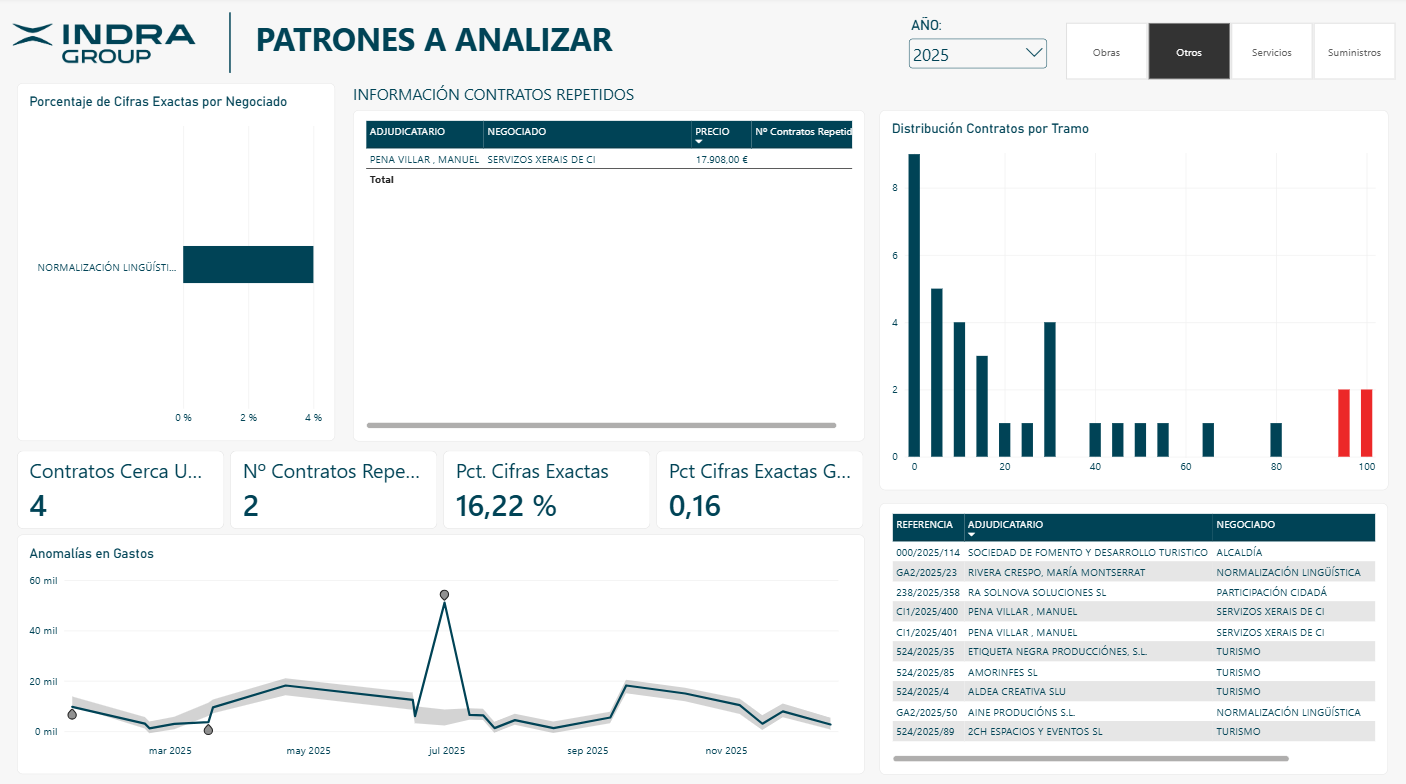 INDRA
GROUP
PATRONES A ANALIZAR
AÑO:
2025
Obras
Otros
Servicios
Suministros
Porcentaje de Cifras Exactas por Negociado
NORMALIZACIÓN LINGÜÍSTI...
0 % 2 % 4 %
INFORMACIÓN CONTRATOS REPETIDOS
ADJUDICATARIO NEGOCIADO PRECIO Nº Contratos Repetid
PENA VILLAR , MANUEL SERVIZOS XERAIS DE CI 17.908,00 €
Total
Distribución Contratos por Tramo
8
6
4
2
0
0 20 40 60 80 100
Contratos Cerca U...
4
Nº Contratos Repe...
2
Pct. Cifras Exactas
16,22 %
Pct Cifras Exactas G...
0,16
Anomalías en Gastos
60 mil
40 mil
20 mil
0 mil
mar 2025 may 2025 jul 2025 sep 2025 nov 2025
REFERENCIA ADJUDICATARIO NEGOCIADO
000/2025/114 SOCIEDAD DE FOMENTO Y DESARROLLO TURISTICO ALCALDÍA
GA2/2025/23 RIVERA CRESPO, MARÍA MONTSERRAT NORMALIZACIÓN LINGÜÍSTICA
238/2025/358 RA SOLNOVA SOLUCIONES SL PARTICIPACIÓN CIDADÁ
CI1/2025/400 PENA VILLAR , MANUEL SERVIZOS XERAIS DE CI
CI1/2025/401 PENA VILLAR , MANUEL SERVIZOS XERAIS DE CI
524/2025/35 ETIQUETA NEGRA PRODUCCIÓNES, S.L. TURISMO
524/2025/85 AMORINFES SL TURISMO
524/2025/4 ALDEA CREATIVA SLU TURISMO
GA2/2025/50 AINE PRODUCIÓNS S.L. NORMALIZACIÓN LINGÜÍSTICA
524/2025/89 2CH ESPACIOS Y EVENTOS SL TURISMO